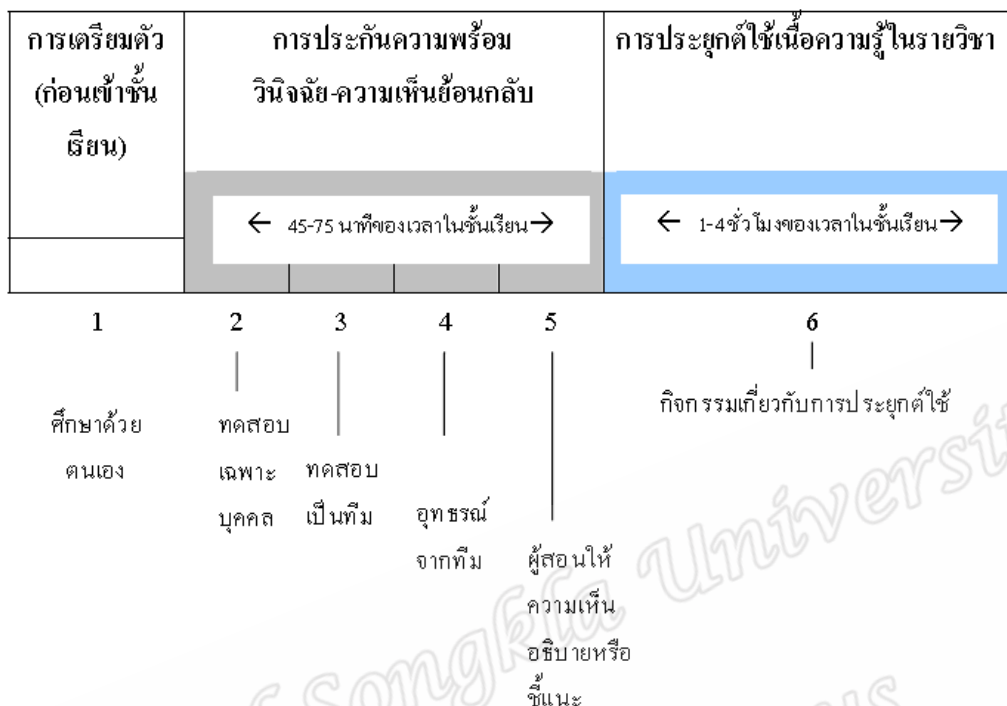 การเตรียมตัว
(ก่อนเข้าชั้น
เรียน)
การประกันความพร้อม
วินิจฉัย-ความเห็นย้อนกลับ
การประยุกต์ใช้เนื้อความรู้ในรายวิชา
← 45-75 นาทีของเวลาในชั้นเรียน→
← 1-4ชั่วโมงของเวลาในชั้นเรียน→
1
2
3
4
5
6
ศึกษาด้วย
ตนเอง
ทดสอบ
เฉพาะ
บุคคล
ทดสอบ
เป็นทีม
อุทธรณ์
จากทีม
ผู้สอนให้
ความเห็น
อธิบายหรือ
ชี้แนะ
กิจกรรมเกี่ยวกับการประยุกต์ใช้
Songkla